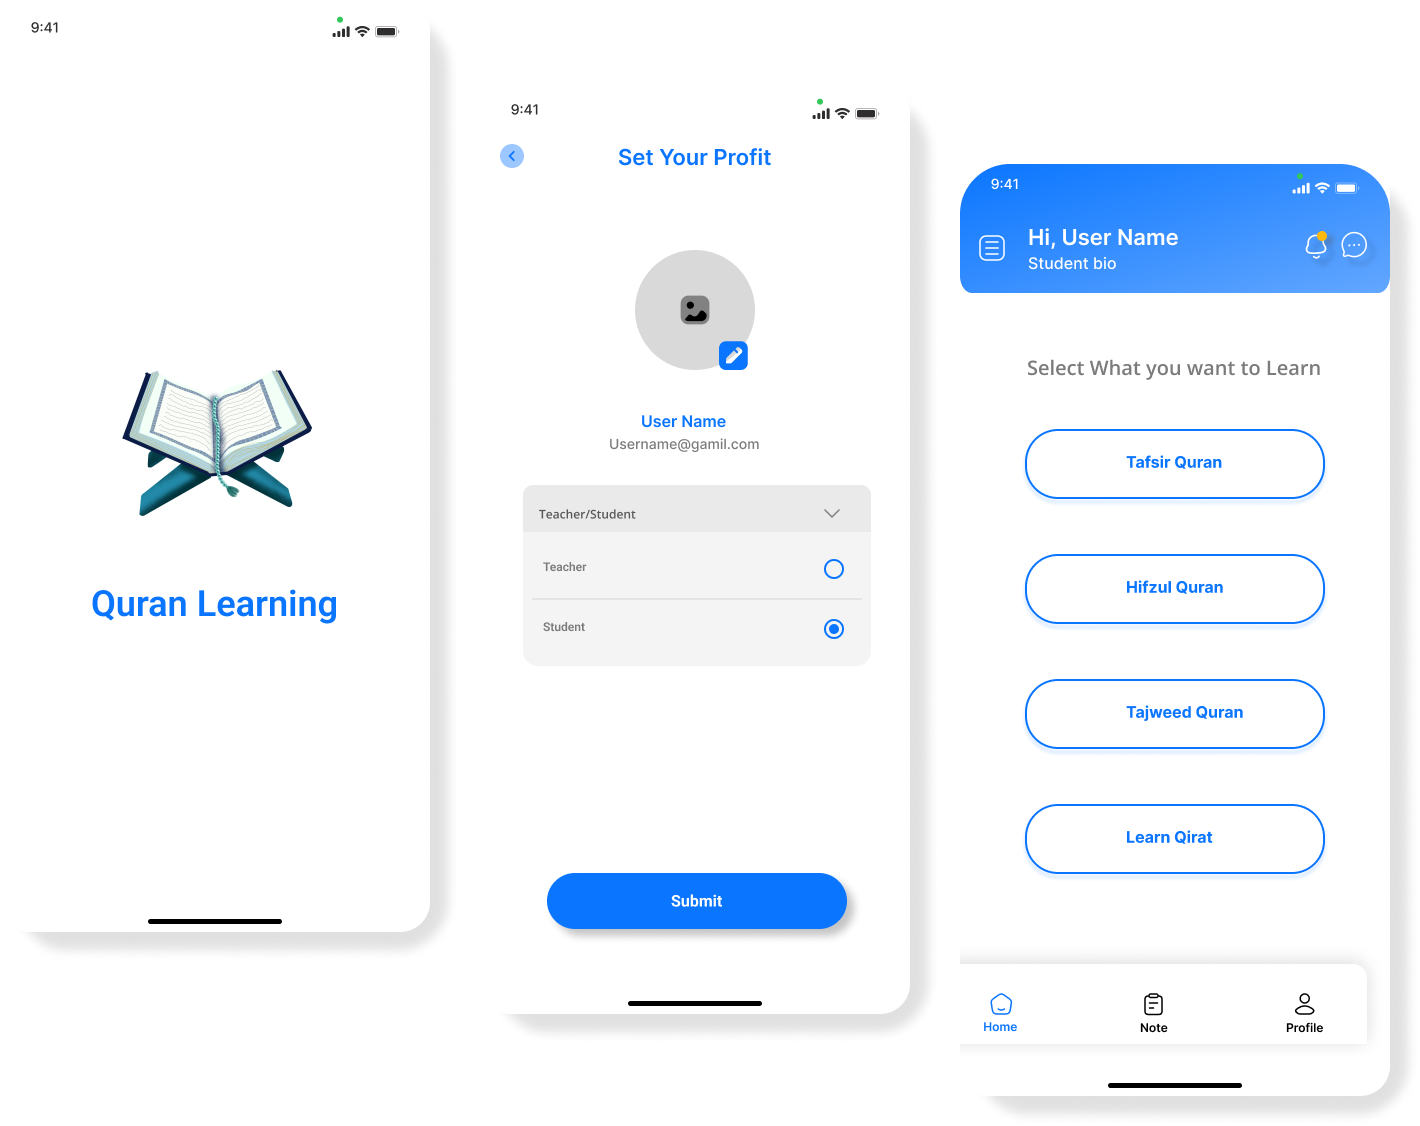 9:41
Quran Learning
9:41
Set Your Profit
User Name
Username@gamil.com
Teacher/Student
Teacher
Student
Submit
9:41
Hi, User Name
Student bio
Select What you want to Learn
Tafsir Quran
Hifzul Quran
Tajweed Quran
Learn Qirat
Home
Note
Profile